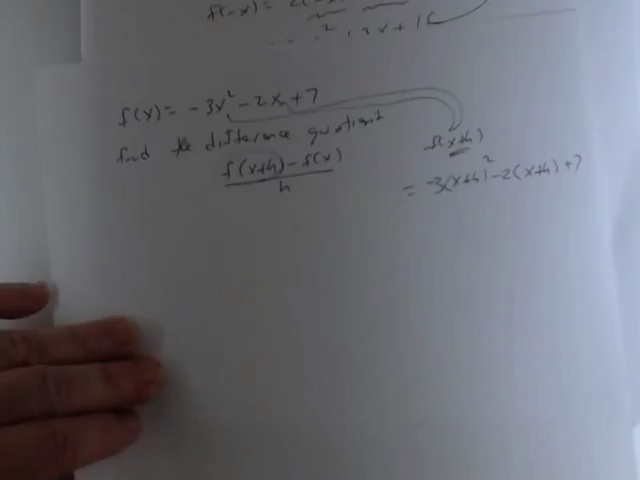 f(-x) =
f(x) = -3x² - 2x + 7
find the difference quotient
f(x+h) - f(x)
h
f(x+h)
= -3(x+h)² - 2(x+h) + 7